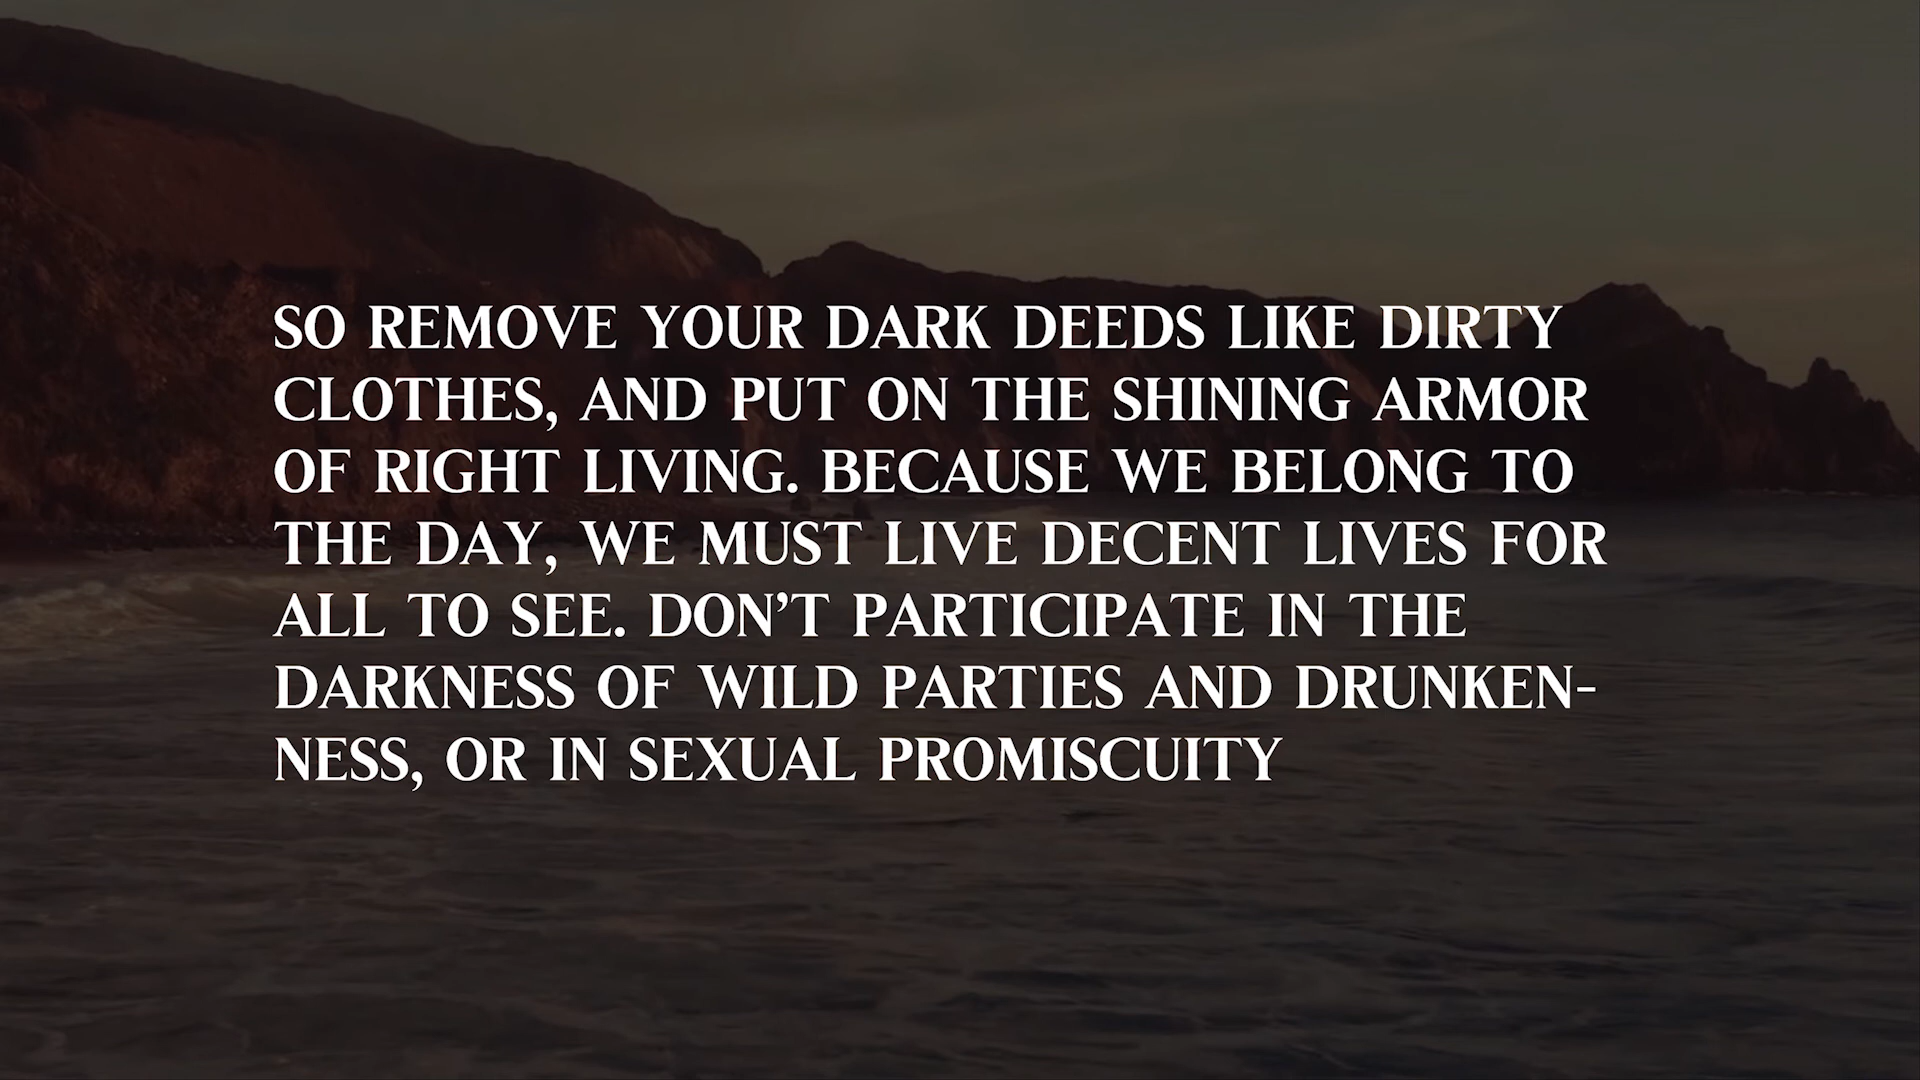 SO REMOVE YOUR DARK DEEDS LIKE DIRTY
CLOTHES, AND PUT ON THE SHINING ARMOR
OF RIGHT LIVING. BECAUSE WE BELONG TO
THE DAY, WE MUST LIVE DECENT LIVES FOR
ALL TO SEE. DON’T PARTICIPATE IN THE
DARKNESS OF WILD PARTIES AND DRUNKEN-
NESS, OR IN SEXUAL PROMISCUITY